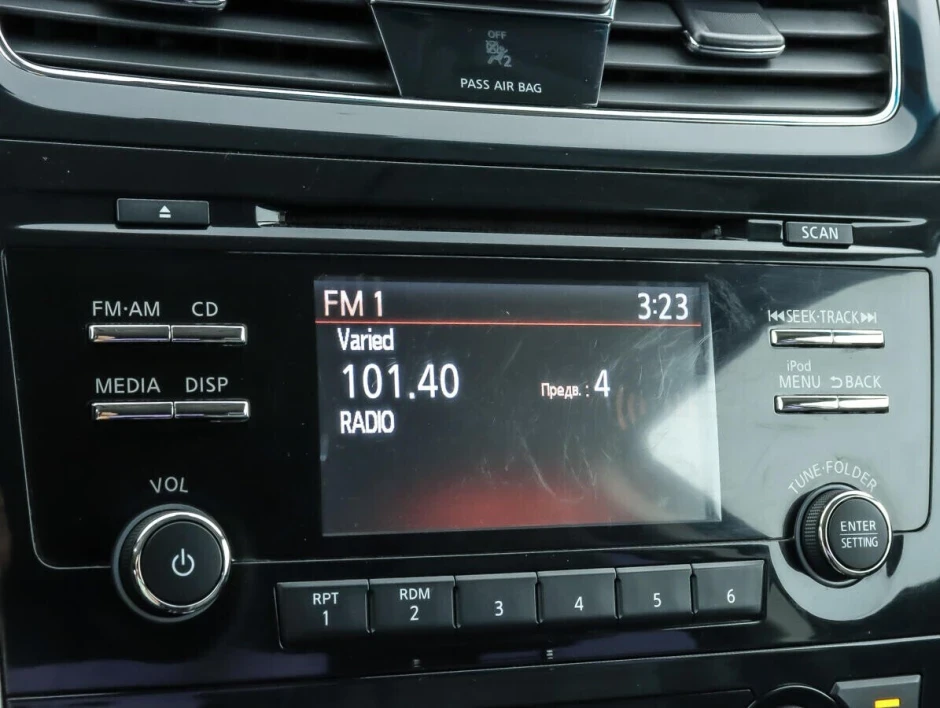 OFF
2
PASS AIR BAG
SCAN
FM·AM CD
MEDIA DISP
VOL
FM 1 3:23
Varied
101.40 Предв. : 4
RADIO
SEEK·TRACK
iPod
MENU BACK
TUNE·FOLDER
ENTER
SETTING
RPT RDM
1 2 3 4 5 6